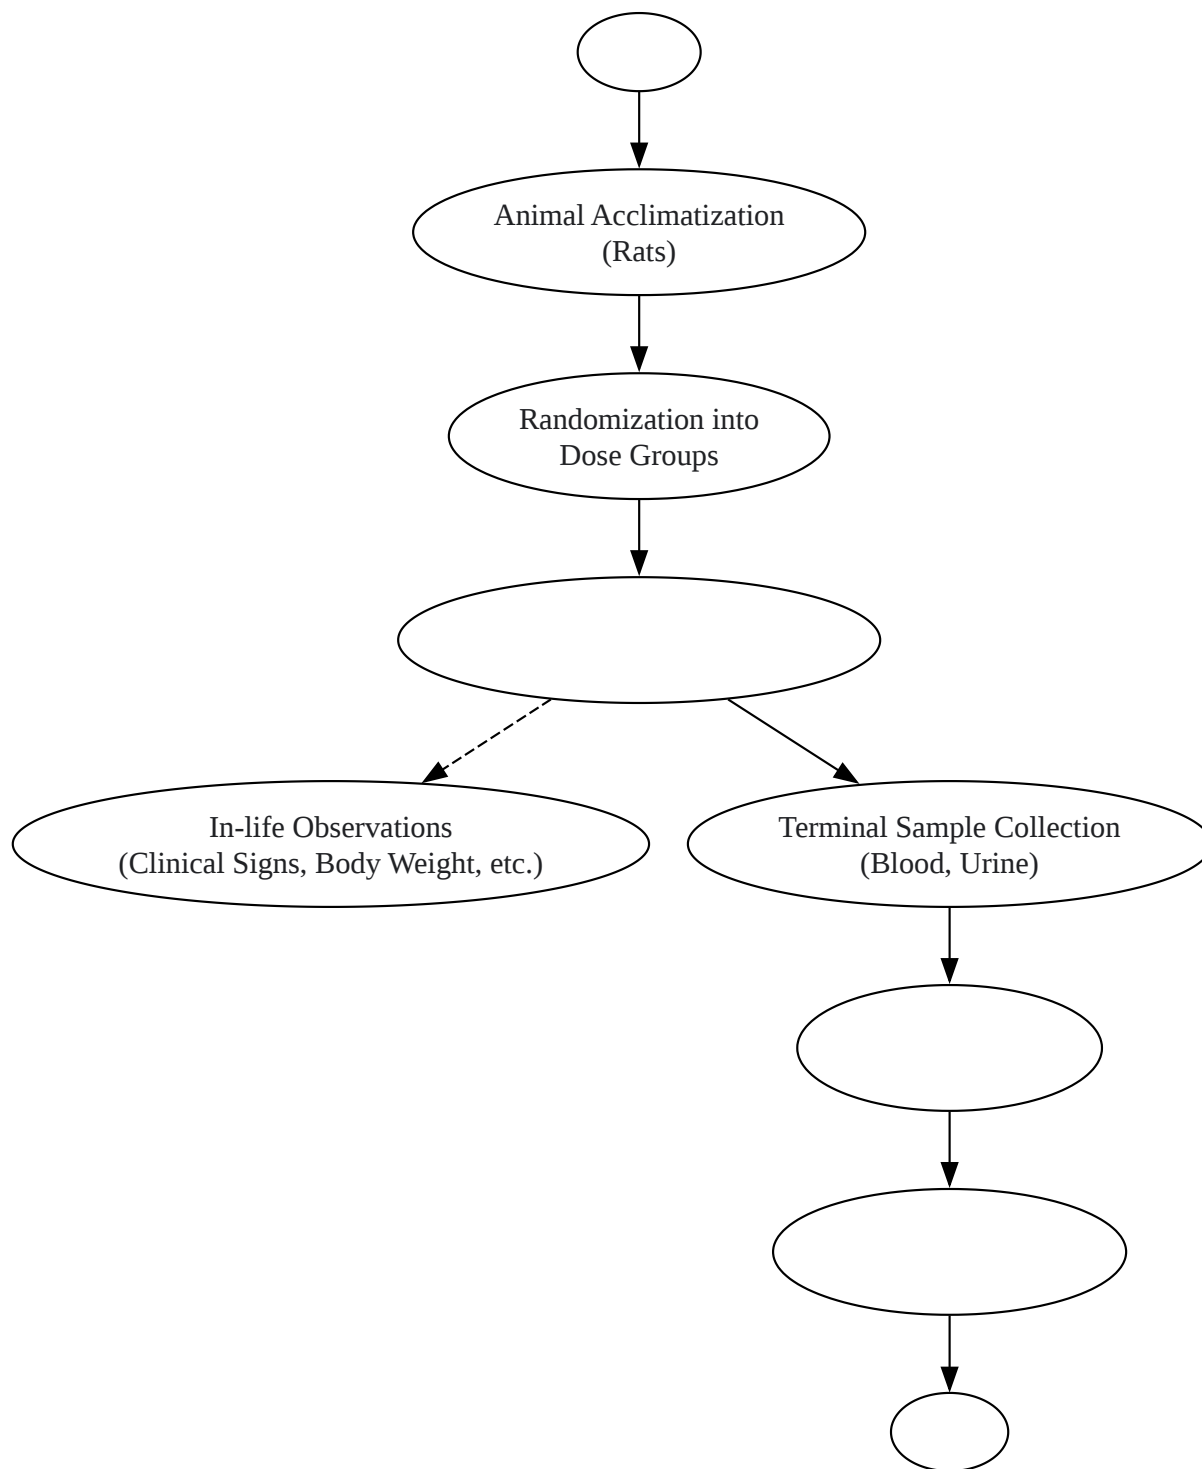 Animal Acclimatization
(Rats)
Randomization into
Dose Groups
In-life Observations
(Clinical Signs, Body Weight, etc.)
Terminal Sample Collection
(Blood, Urine)